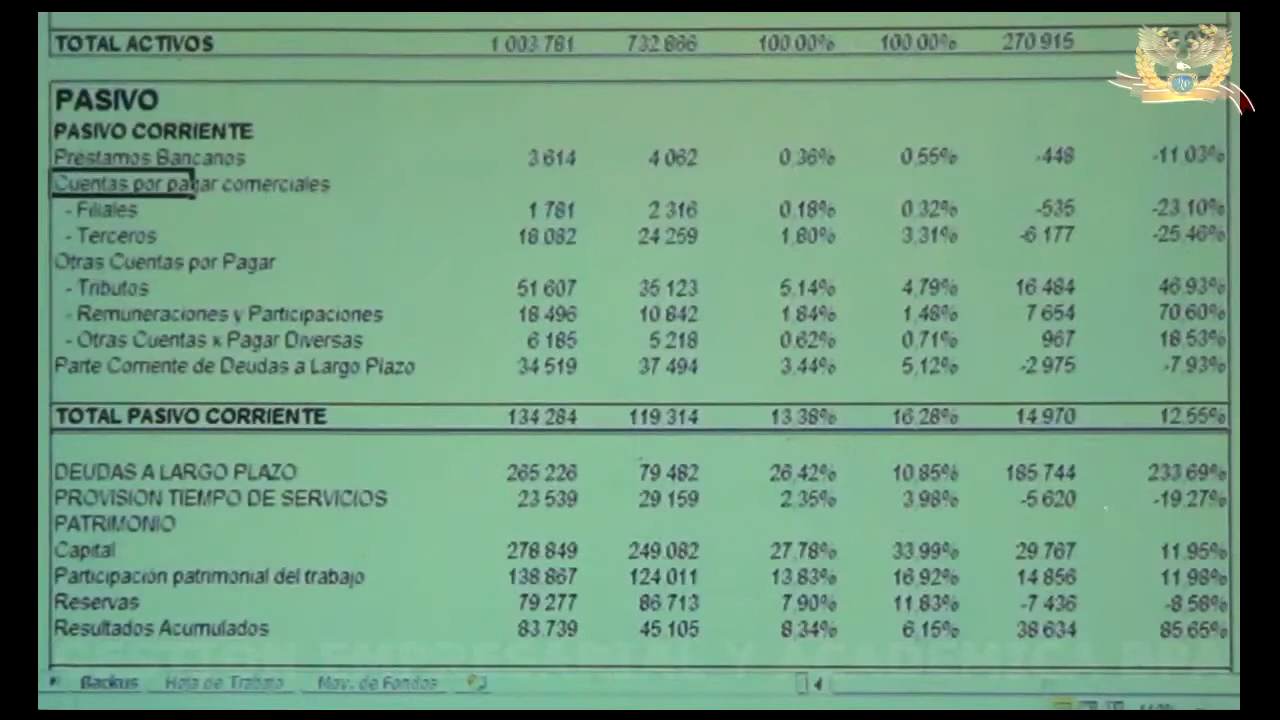 TOTAL ACTIVOS 1 003 781 732 866 100.00% 100.00% 270 915
PASIVO
PASIVO CORRIENTE
Préstamos Bancarios 3 614 4 062 0,36% 0,55% -448 -11.03%
Cuentas por pagar comerciales
- Filiales 1 781 2 316 0,18% 0,32% -535 -23.10%
- Terceros 18 082 24 259 1,80% 3,31% -6 177 -25.46%
Otras Cuentas por Pagar
- Tributos 51 607 35 123 5,14% 4,79% 16 484 46.93%
- Remuneraciones y Participaciones 18 496 10 842 1,84% 1,48% 7 654 70.60%
- Otras Cuentas x Pagar Diversas 6 185 5 218 0,62% 0,71% 967 18.53%
Parte Corriente de Deudas a Largo Plazo 34 519 37 494 3,44% 5,12% -2 975 -7.93%
TOTAL PASIVO CORRIENTE 134 284 119 314 13,38% 16,28% 14 970 12.55%
DEUDAS A LARGO PLAZO 265 226 79 482 26,42% 10,85% 185 744 233.69%
PROVISION TIEMPO DE SERVICIOS 23 539 29 159 2,35% 3,98% -5 620 -19.27%
PATRIMONIO
Capital 278 849 249 082 27,78% 33,99% 29 767 11.95%
Participación patrimonial del trabajo 138 867 124 011 13,83% 16,92% 14 856 11.98%
Reservas 79 277 86 713 7,90% 11,83% -7 436 -8.58%
Resultados Acumulados 83 739 45 105 8,34% 6,15% 38 634 85.65%
GESTION EMPRESARIAL Y ACADEMICA
Backus Hoja de Trabajo Mov. de Fondos